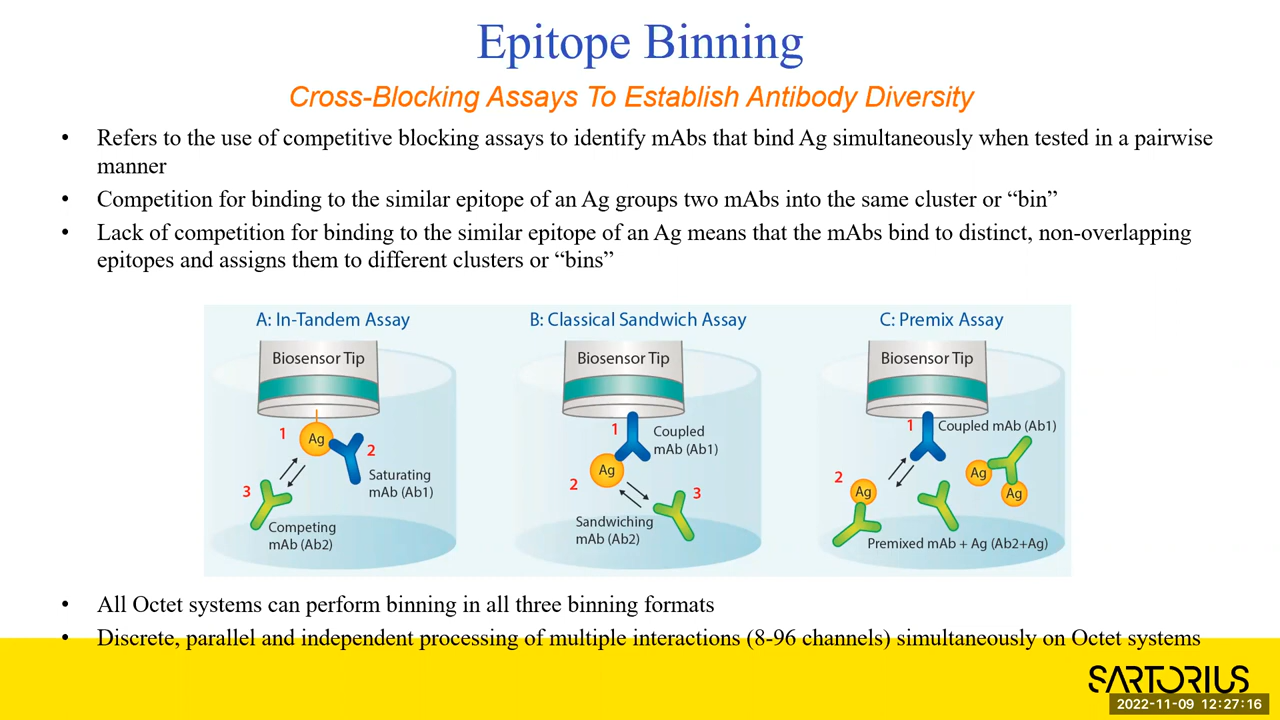 Epitope Binning
Cross-Blocking Assays To Establish Antibody Diversity
• Refers to the use of competitive blocking assays to identify mAbs that bind Ag simultaneously when tested in a pairwise
manner
• Competition for binding to the similar epitope of an Ag groups two mAbs into the same cluster or “bin”
• Lack of competition for binding to the similar epitope of an Ag means that the mAbs bind to distinct, non-overlapping
epitopes and assigns them to different clusters or “bins”
A: In-Tandem Assay
Biosensor Tip
1
Ag
2
Saturating
mAb (Ab1)
3
Competing
mAb (Ab2)
B: Classical Sandwich Assay
Biosensor Tip
1
Coupled
mAb (Ab1)
Ag
2
3
Sandwiching
mAb (Ab2)
C: Premix Assay
Biosensor Tip
1
Coupled mAb (Ab1)
2
Ag
Ag
Ag
Premixed mAb + Ag (Ab2+Ag)
• All Octet systems can perform binning in all three binning formats
• Discrete, parallel and independent processing of multiple interactions (8-96 channels) simultaneously on Octet systems
SARTORIUS
2022-11-09 12:27:16